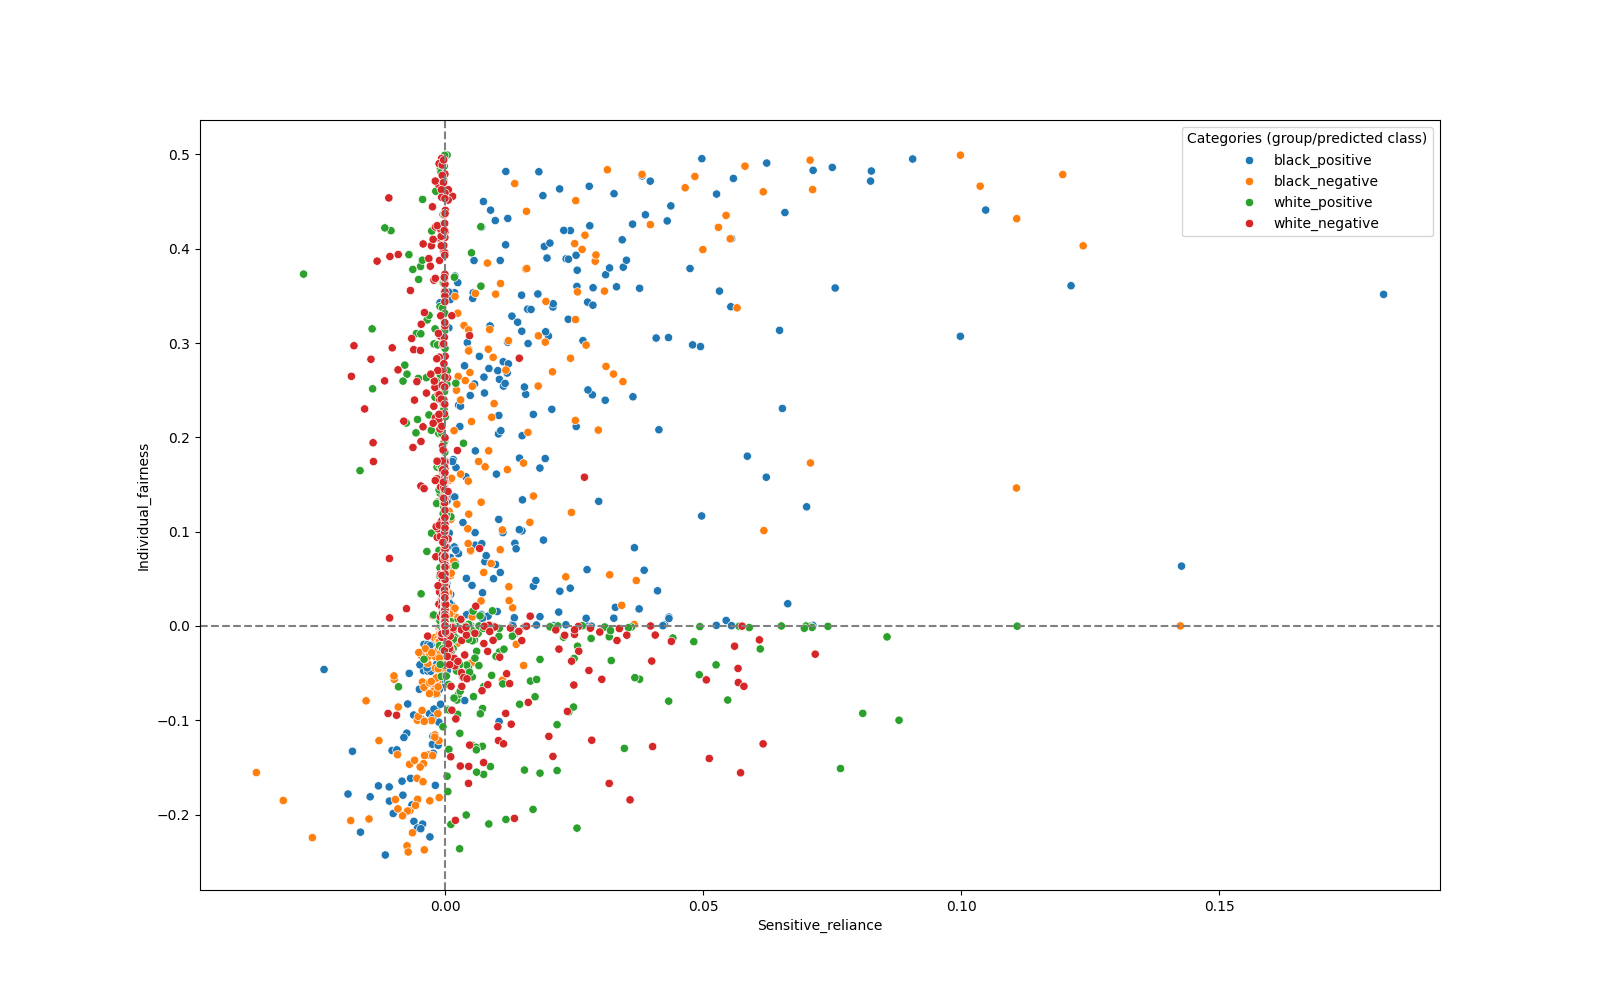 Categories (group/predicted class)
black_positive
black_negative
white_positive
white_negative
0.5
0.4
0.3
0.2
0.1
0.0
−0.1
−0.2
Individual_fairness
0.00
0.05
0.10
0.15
Sensitive_reliance